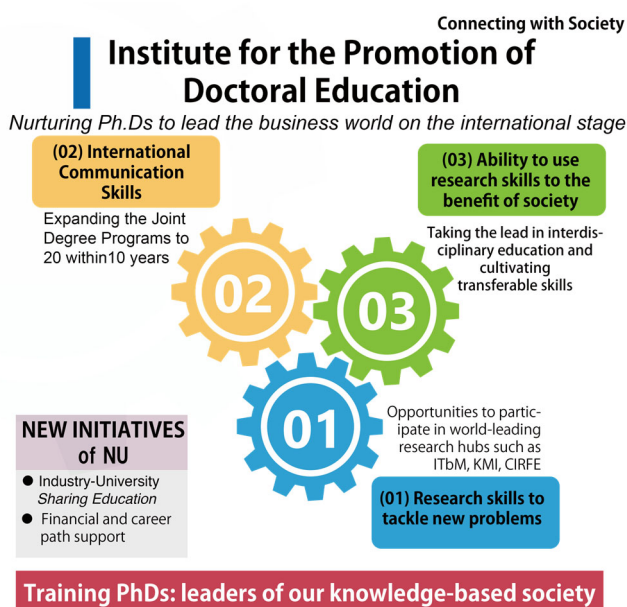 Connecting with Society
Institute for the Promotion of
Doctoral Education
Nurturing Ph.Ds to lead the business world on the international stage
(02) International
Communication
Skills
Expanding the Joint
Degree Programs to
20 within10 years
(03) Ability to use
research skills to the
benefit of society
Taking the lead in interdis-
ciplinary education and
cultivating
transferable skills
02
03
01
Opportunities to partic-
ipate in world-leading
research hubs such as
ITbM, KMI, CIRFE
(01) Research skills to
tackle new problems
NEW INITIATIVES
of NU
● Industry-University
Sharing Education
● Financial and career
path support
Training PhDs: leaders of our knowledge-based society